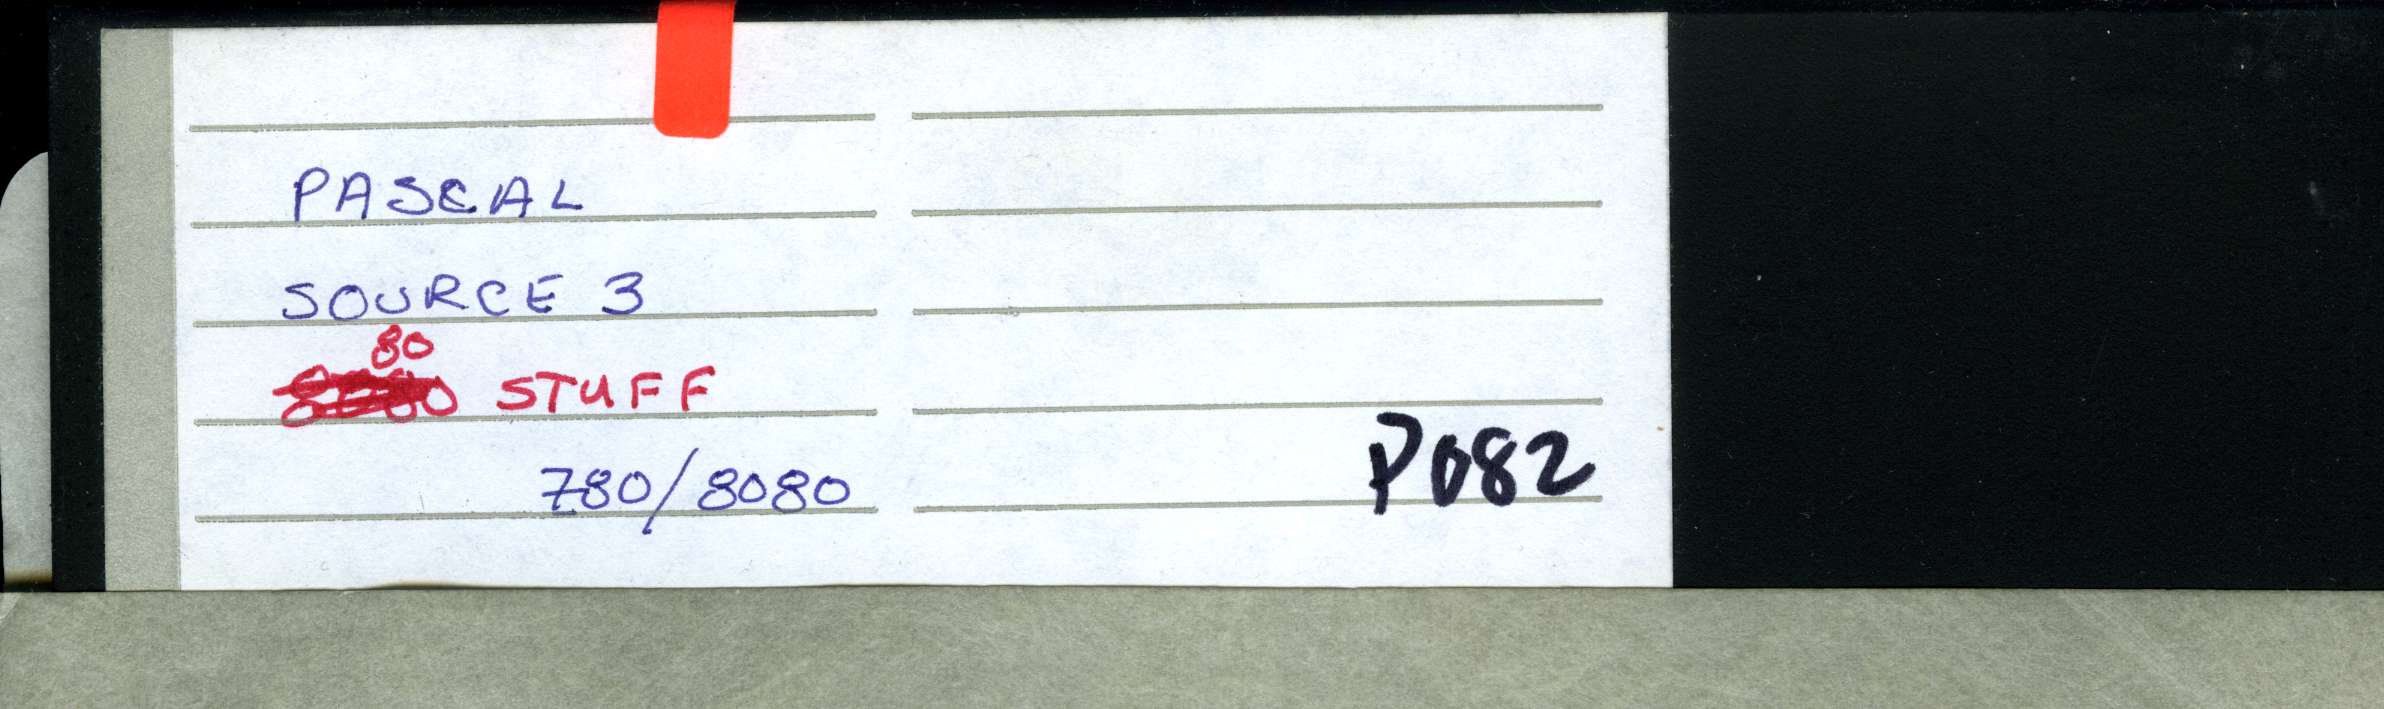 PASCAL
SOURCE 3
80
STUFF
Z80/8080
P082